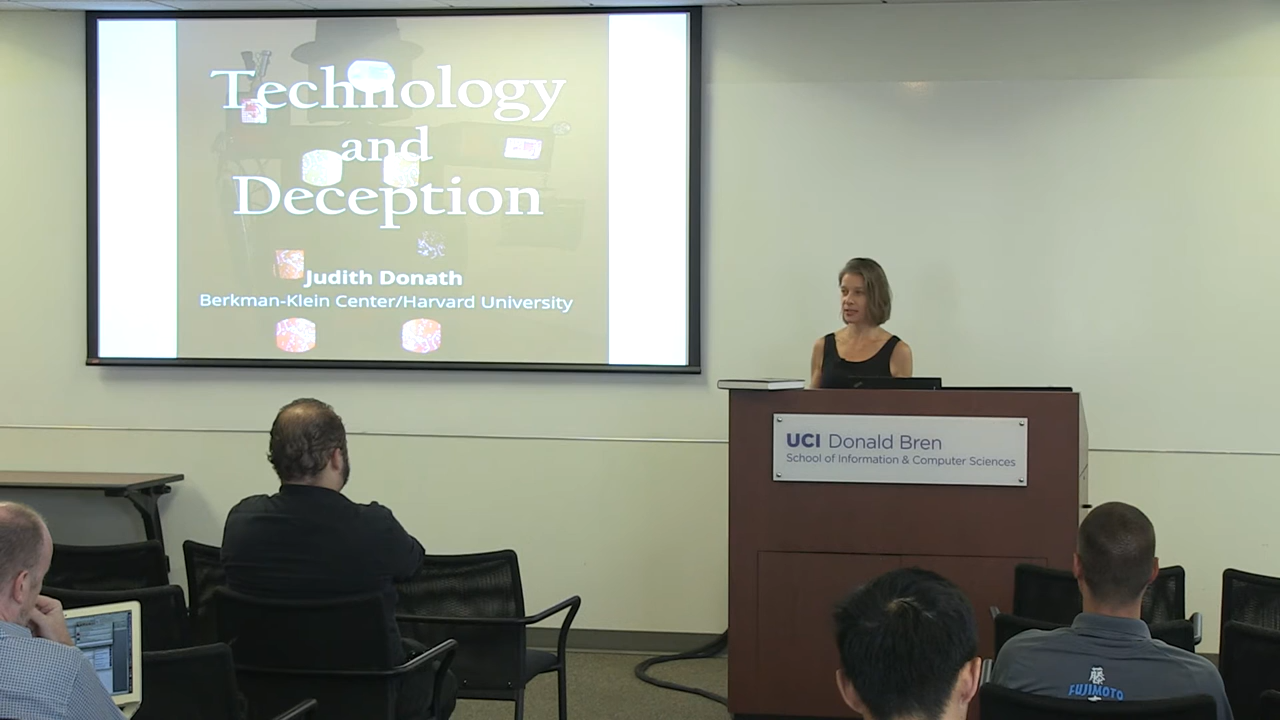 Technology
and
Deception
Judith Donath
Berkman-Klein Center/Harvard University
UCI Donald Bren
School of Information & Computer Sciences
藤
FUJIMOTO